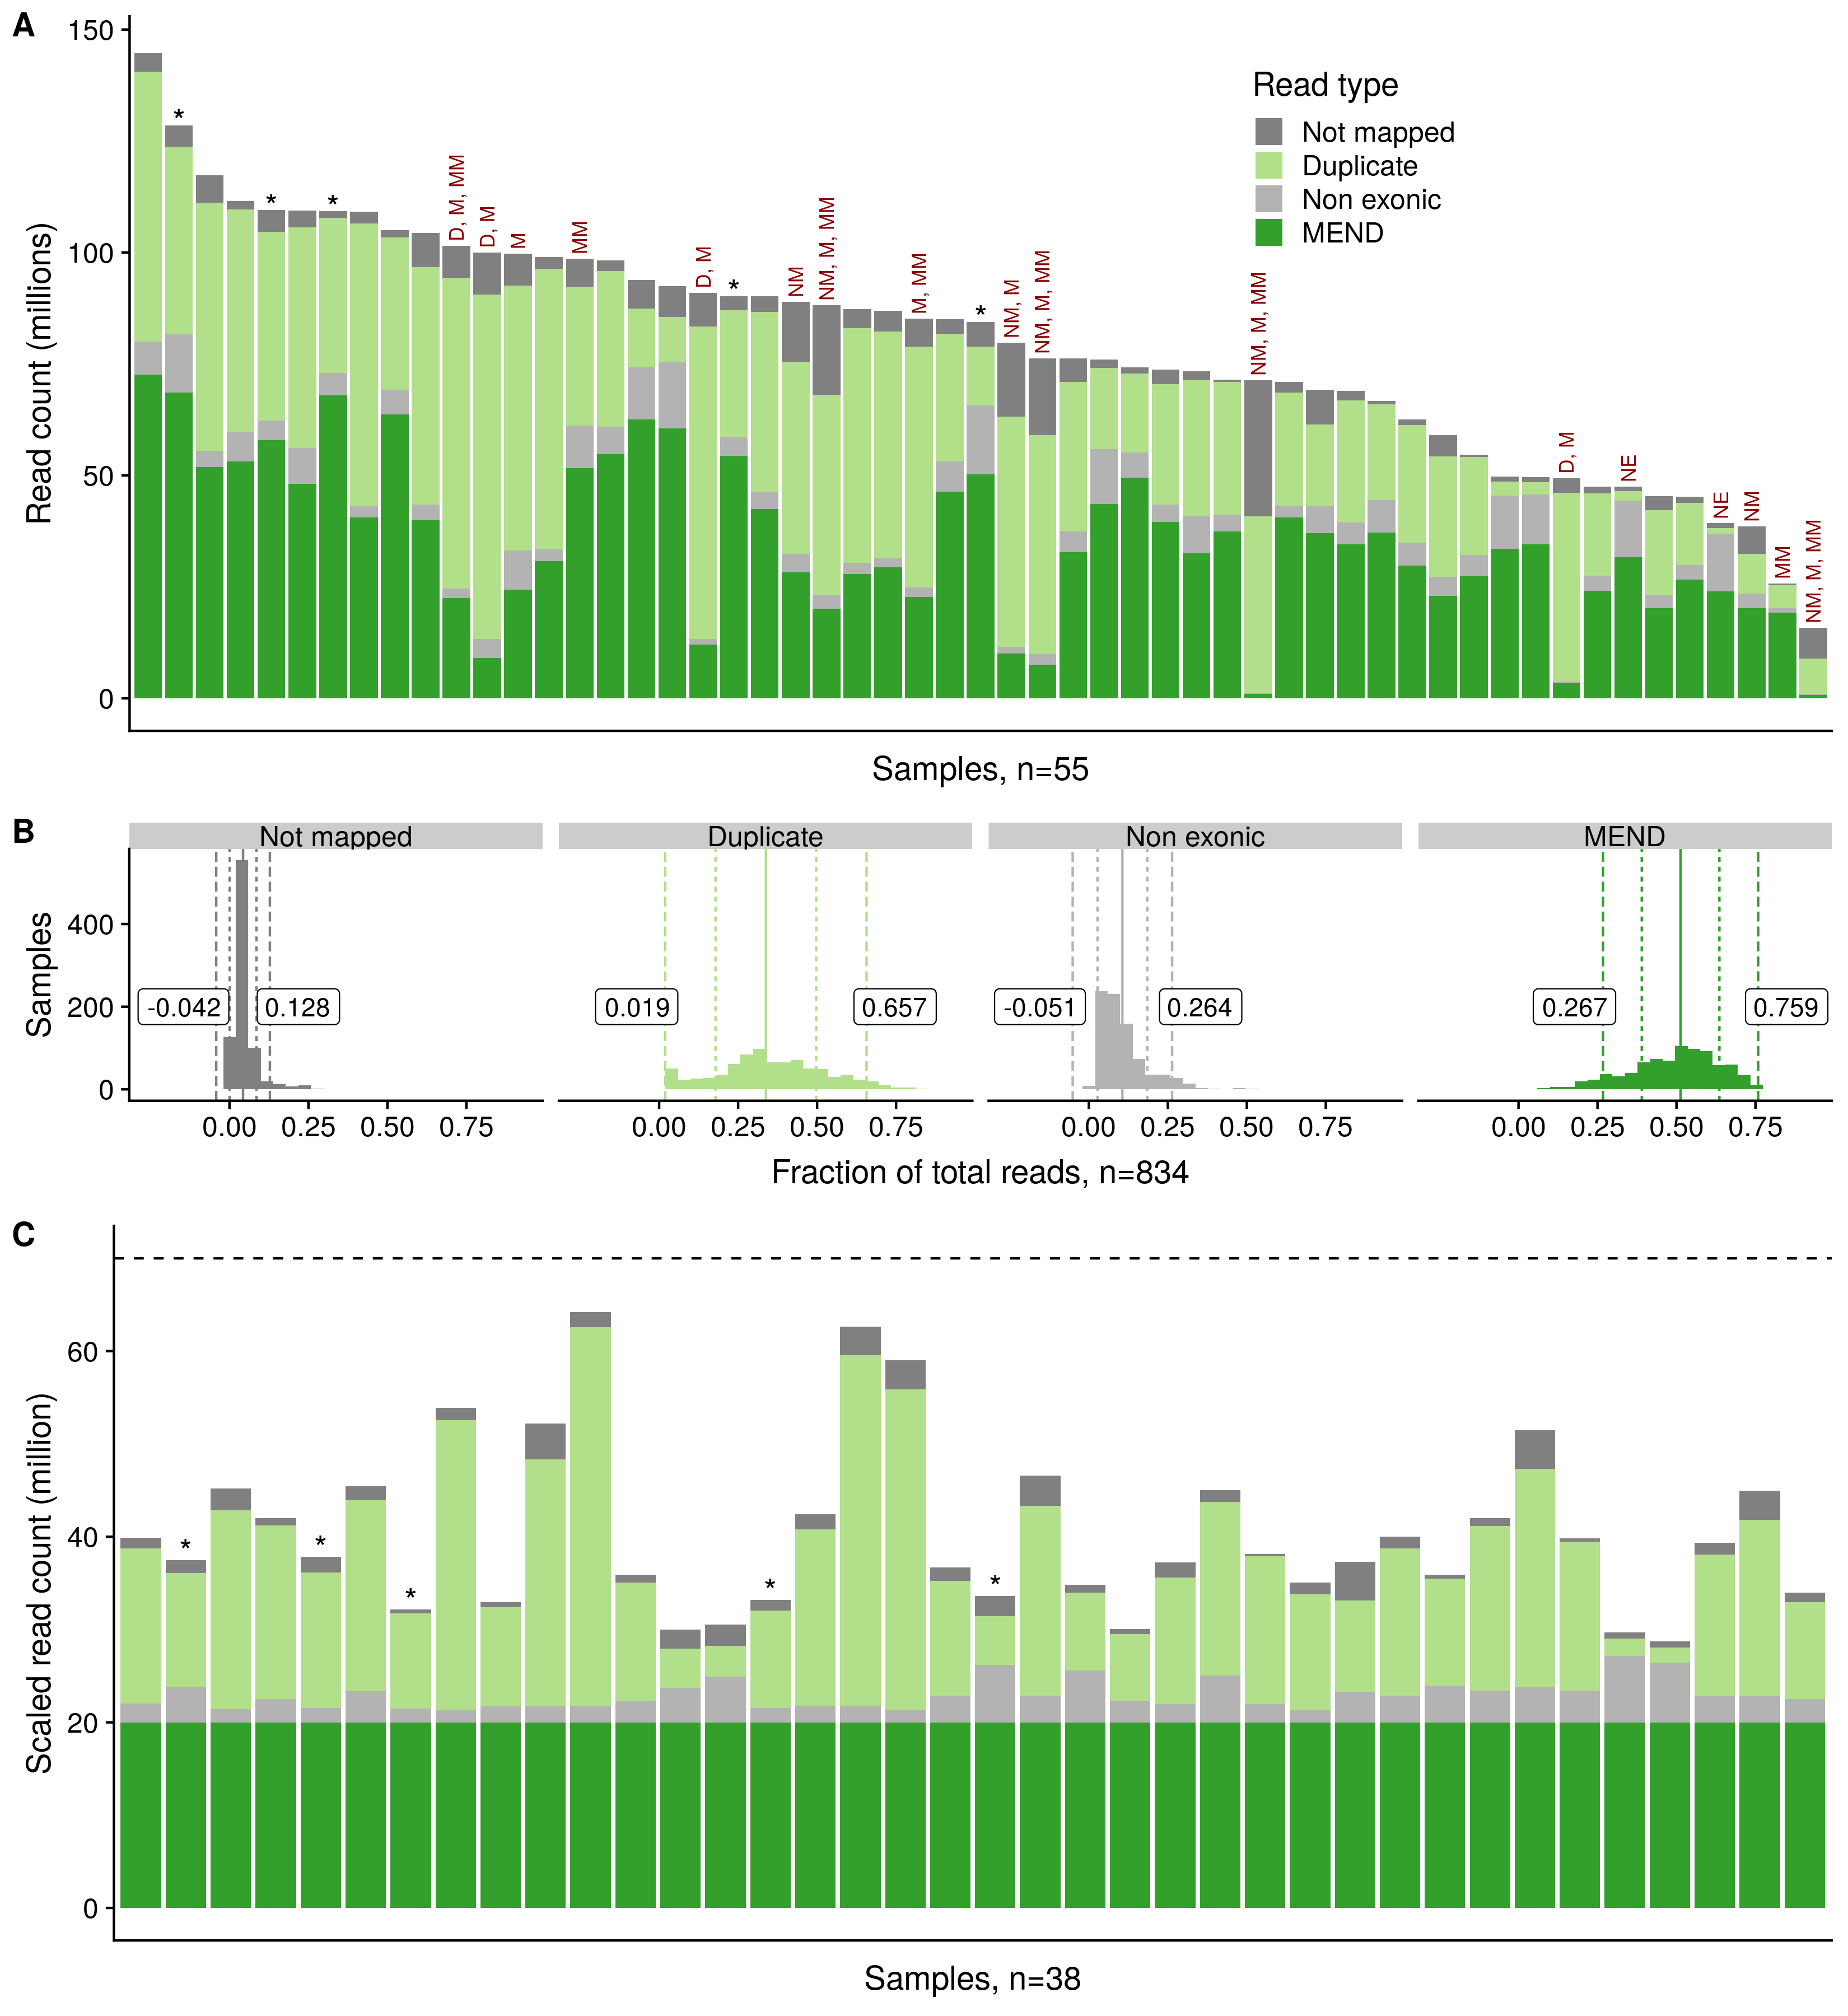 A
150
100
50
0
Read count (millions)
*
*
*
D, M, MM
D, M
M
MM
D, M
*
NM
NM, M, MM
M, MM
*
NM, M
NM, M, MM
NM, M, MM
D, M
NE
NE
NM
MM
NM, M, MM
Read type
Not mapped
Duplicate
Non exonic
MEND
Samples, n=55
B
Not mapped
Duplicate
Non exonic
MEND
Samples
400
200
0
-0.042
0.128
0.019
0.657
-0.051
0.264
0.267
0.759
0.00 0.25 0.50 0.75
0.00 0.25 0.50 0.75
0.00 0.25 0.50 0.75
0.00 0.25 0.50 0.75
Fraction of total reads, n=834
C
Scaled read count (million)
60
40
20
0
*
*
*
*
*
Samples, n=38